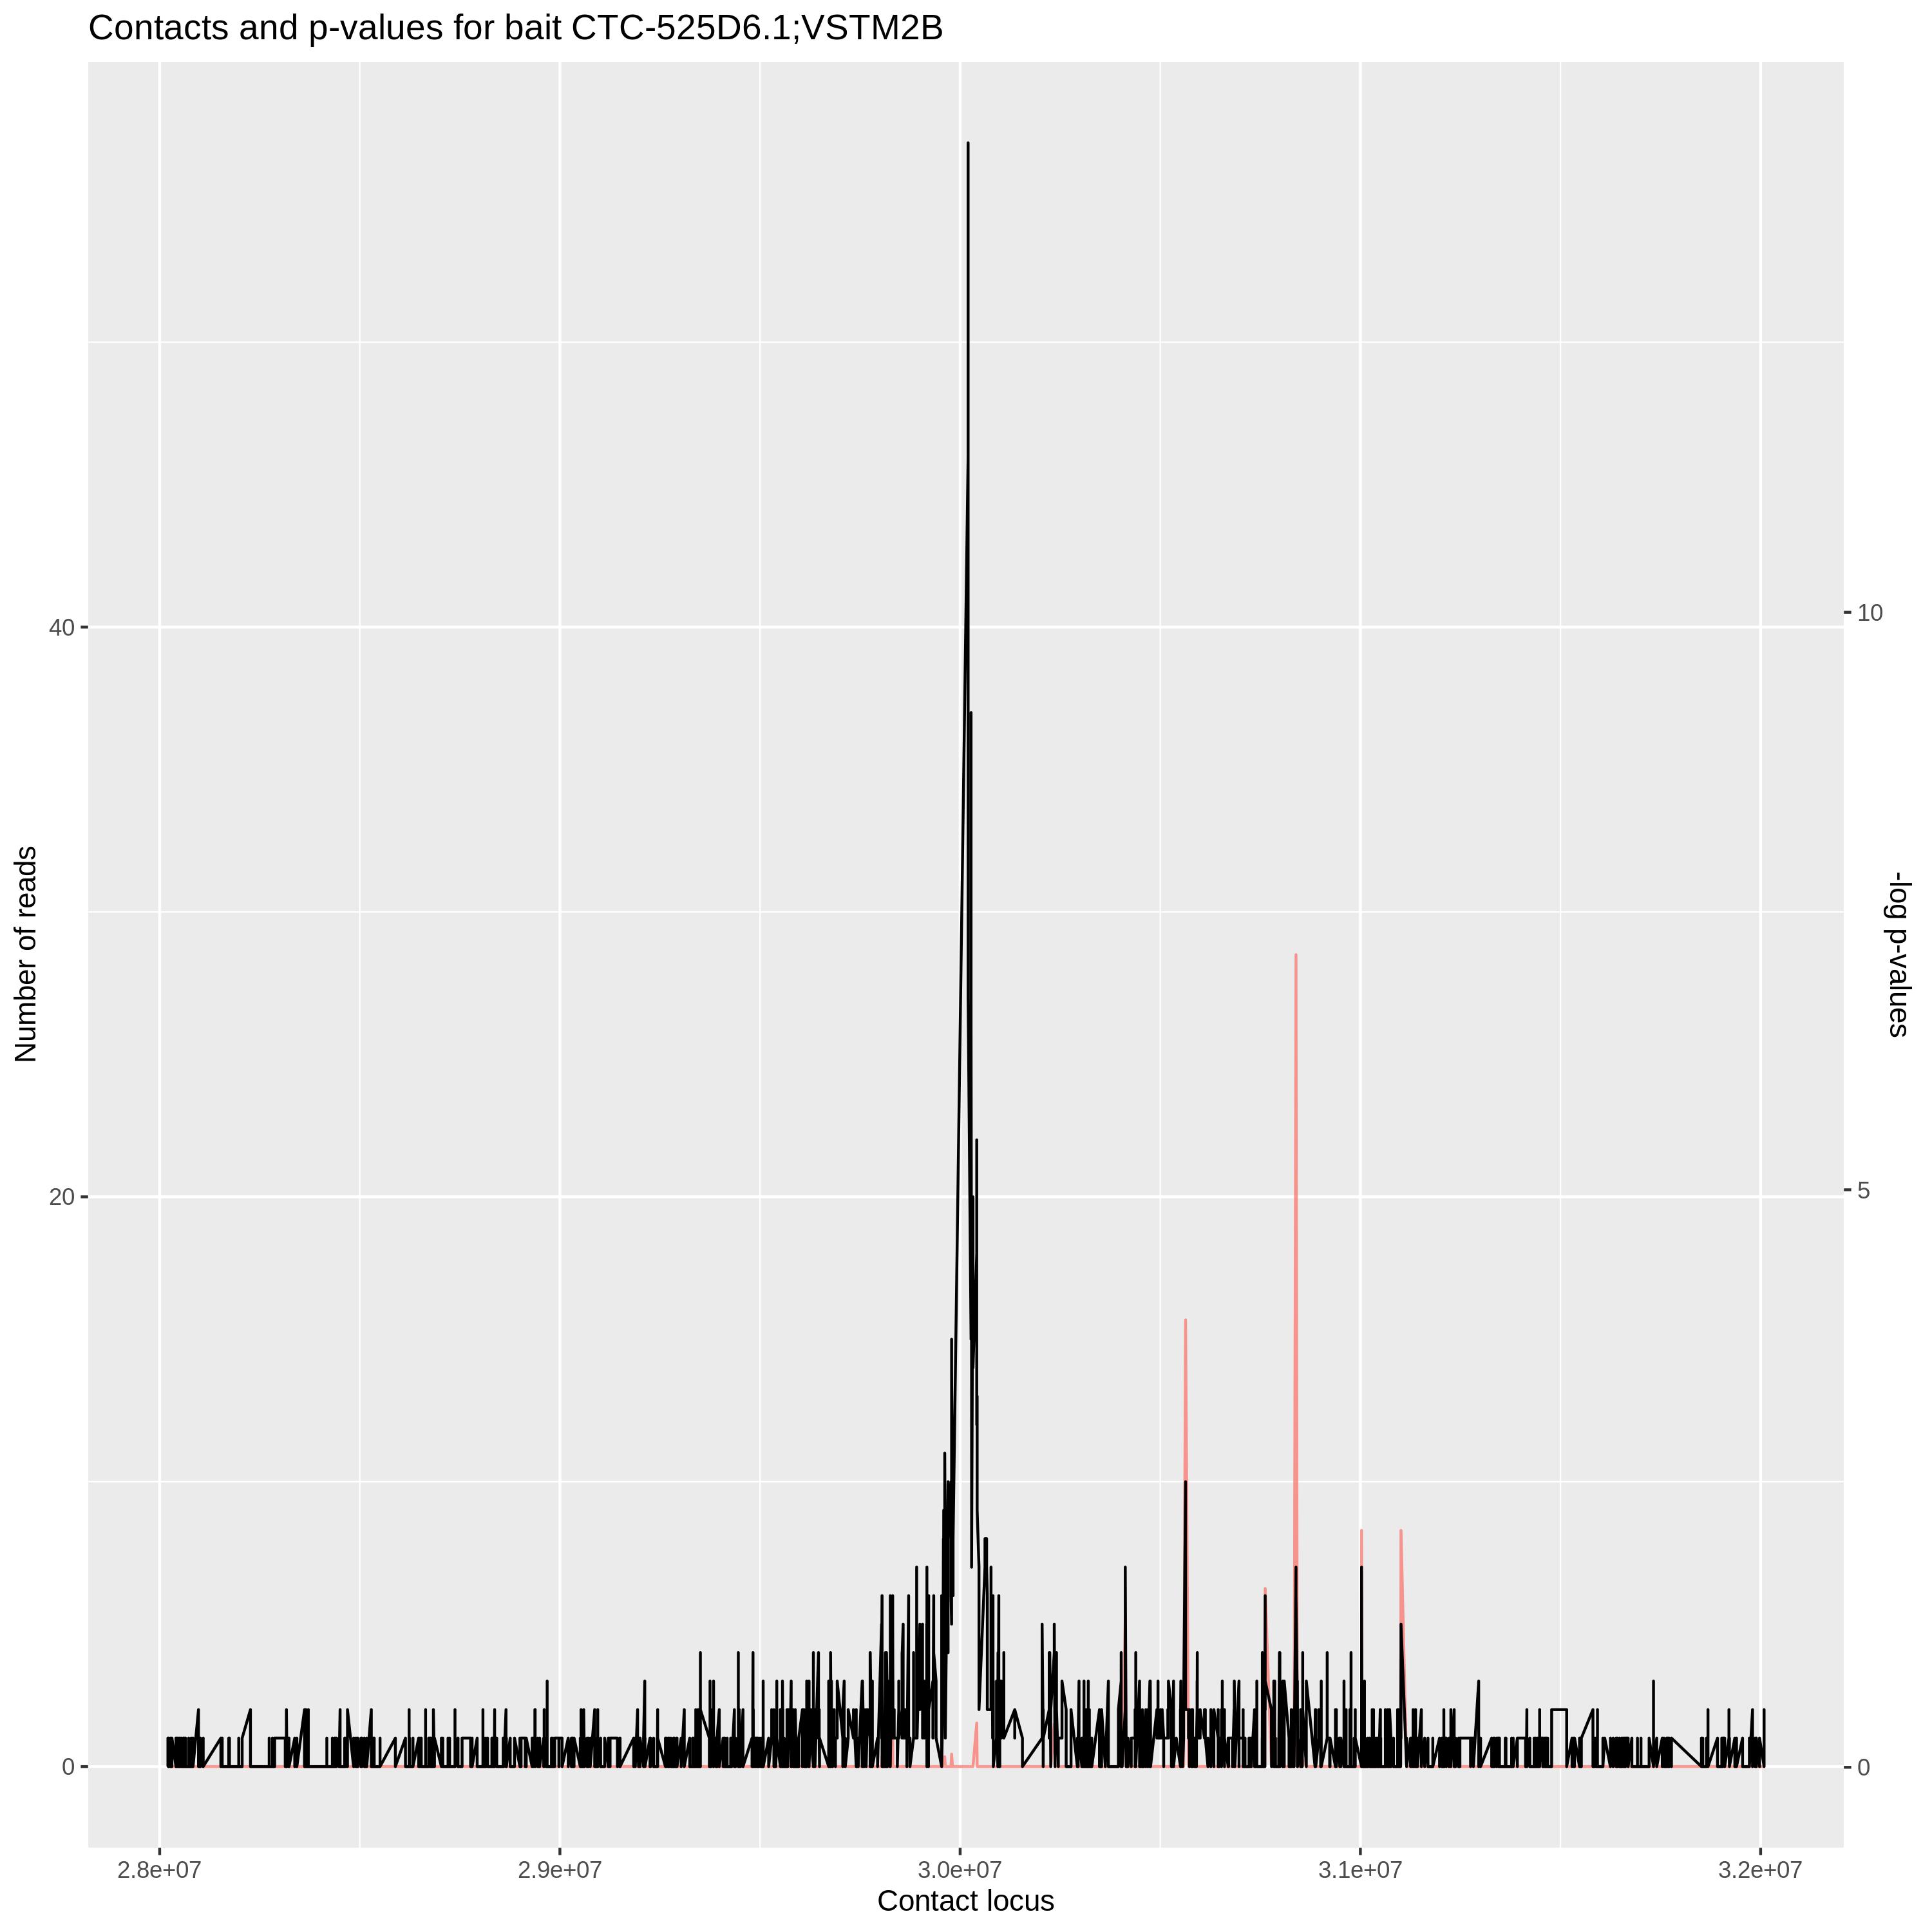 Contacts and p-values for bait CTC-525D6.1;VSTM2B
Number of reads
40
20
0
10
5
0
-log p-values
2.8e+07
2.9e+07
3.0e+07
3.1e+07
3.2e+07
Contact locus